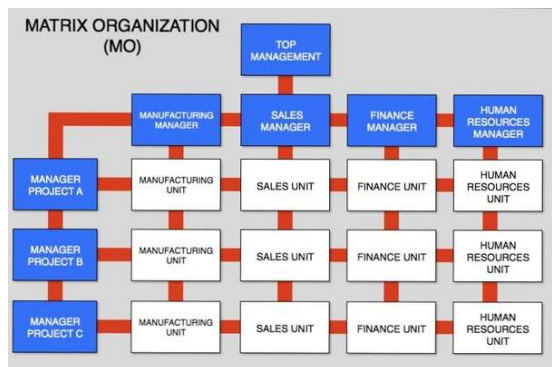 MATRIX ORGANIZATION
(MO)
TOP
MANAGEMENT
MANUFACTURING
MANAGER
SALES
MANAGER
FINANCE
MANAGER
HUMAN
RESOURCES
MANAGER
MANAGER
PROJECT A
MANUFACTURING
UNIT
SALES UNIT
FINANCE UNIT
HUMAN
RESOURCES
UNIT
MANAGER
PROJECT B
MANUFACTURING
UNIT
SALES UNIT
FINANCE UNIT
HUMAN
RESOURCES
UNIT
MANAGER
PROJECT C
MANUFACTURING
UNIT
SALES UNIT
FINANCE UNIT
HUMAN
RESOURCES
UNIT